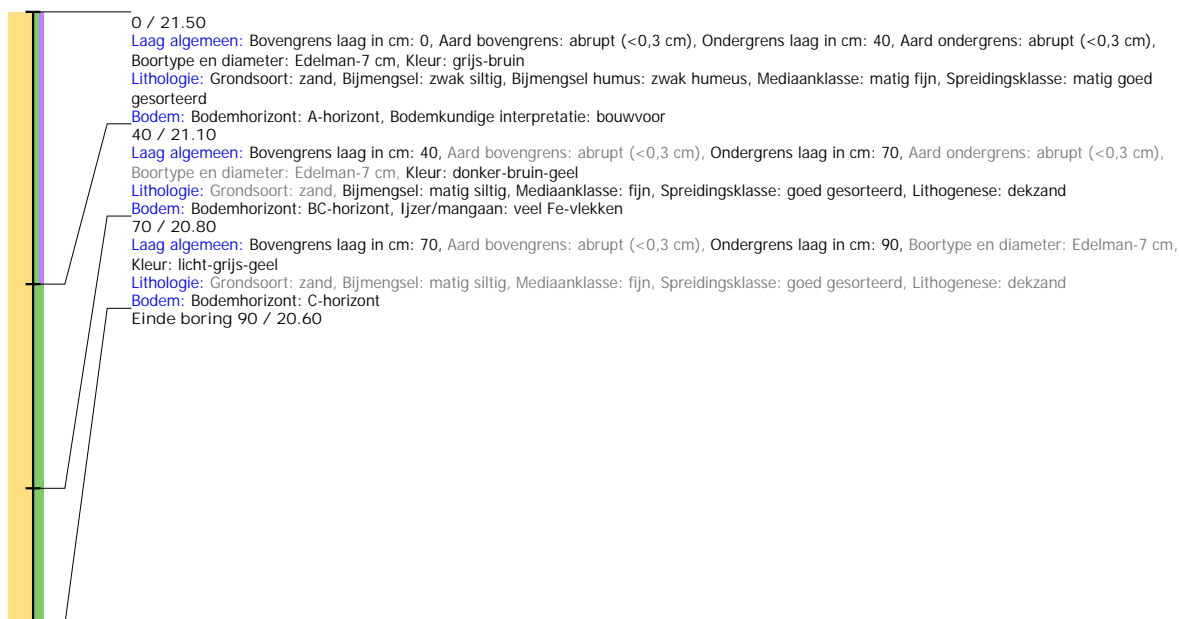 0 / 21.50
Laag algemeen: Bovengrens laag in cm: 0, Aard bovengrens: abrupt (<0,3 cm), Ondergrens laag in cm: 40, Aard ondergrens: abrupt (<0,3 cm),
Boortype en diameter: Edelman-7 cm, Kleur: grijs-bruin
Lithologie: Grondsoort: zand, Bijmengsel: zwak siltig, Bijmengsel humus: zwak humeus, Mediaanklasse: matig fijn, Spreidingsklasse: matig goed
gesorteerd
Bodem: Bodemhorizont: A-horizont, Bodemkundige interpretatie: bouwvoor
40 / 21.10
Laag algemeen: Bovengrens laag in cm: 40, Aard bovengrens: abrupt (<0,3 cm), Ondergrens laag in cm: 70, Aard ondergrens: abrupt (<0,3 cm),
Boortype en diameter: Edelman-7 cm, Kleur: donker-bruin-geel
Lithologie: Grondsoort: zand, Bijmengsel: matig siltig, Mediaanklasse: fijn, Spreidingsklasse: goed gesorteerd, Lithogenese: dekzand
Bodem: Bodemhorizont: BC-horizont, Ijzer/mangaan: veel Fe-vlekken
70 / 20.80
Laag algemeen: Bovengrens laag in cm: 70, Aard bovengrens: abrupt (<0,3 cm), Ondergrens laag in cm: 90, Boortype en diameter: Edelman-7 cm,
Kleur: licht-grijs-geel
Lithologie: Grondsoort: zand, Bijmengsel: matig siltig, Mediaanklasse: fijn, Spreidingsklasse: goed gesorteerd, Lithogenese: dekzand
Bodem: Bodemhorizont: C-horizont
Einde boring 90 / 20.60